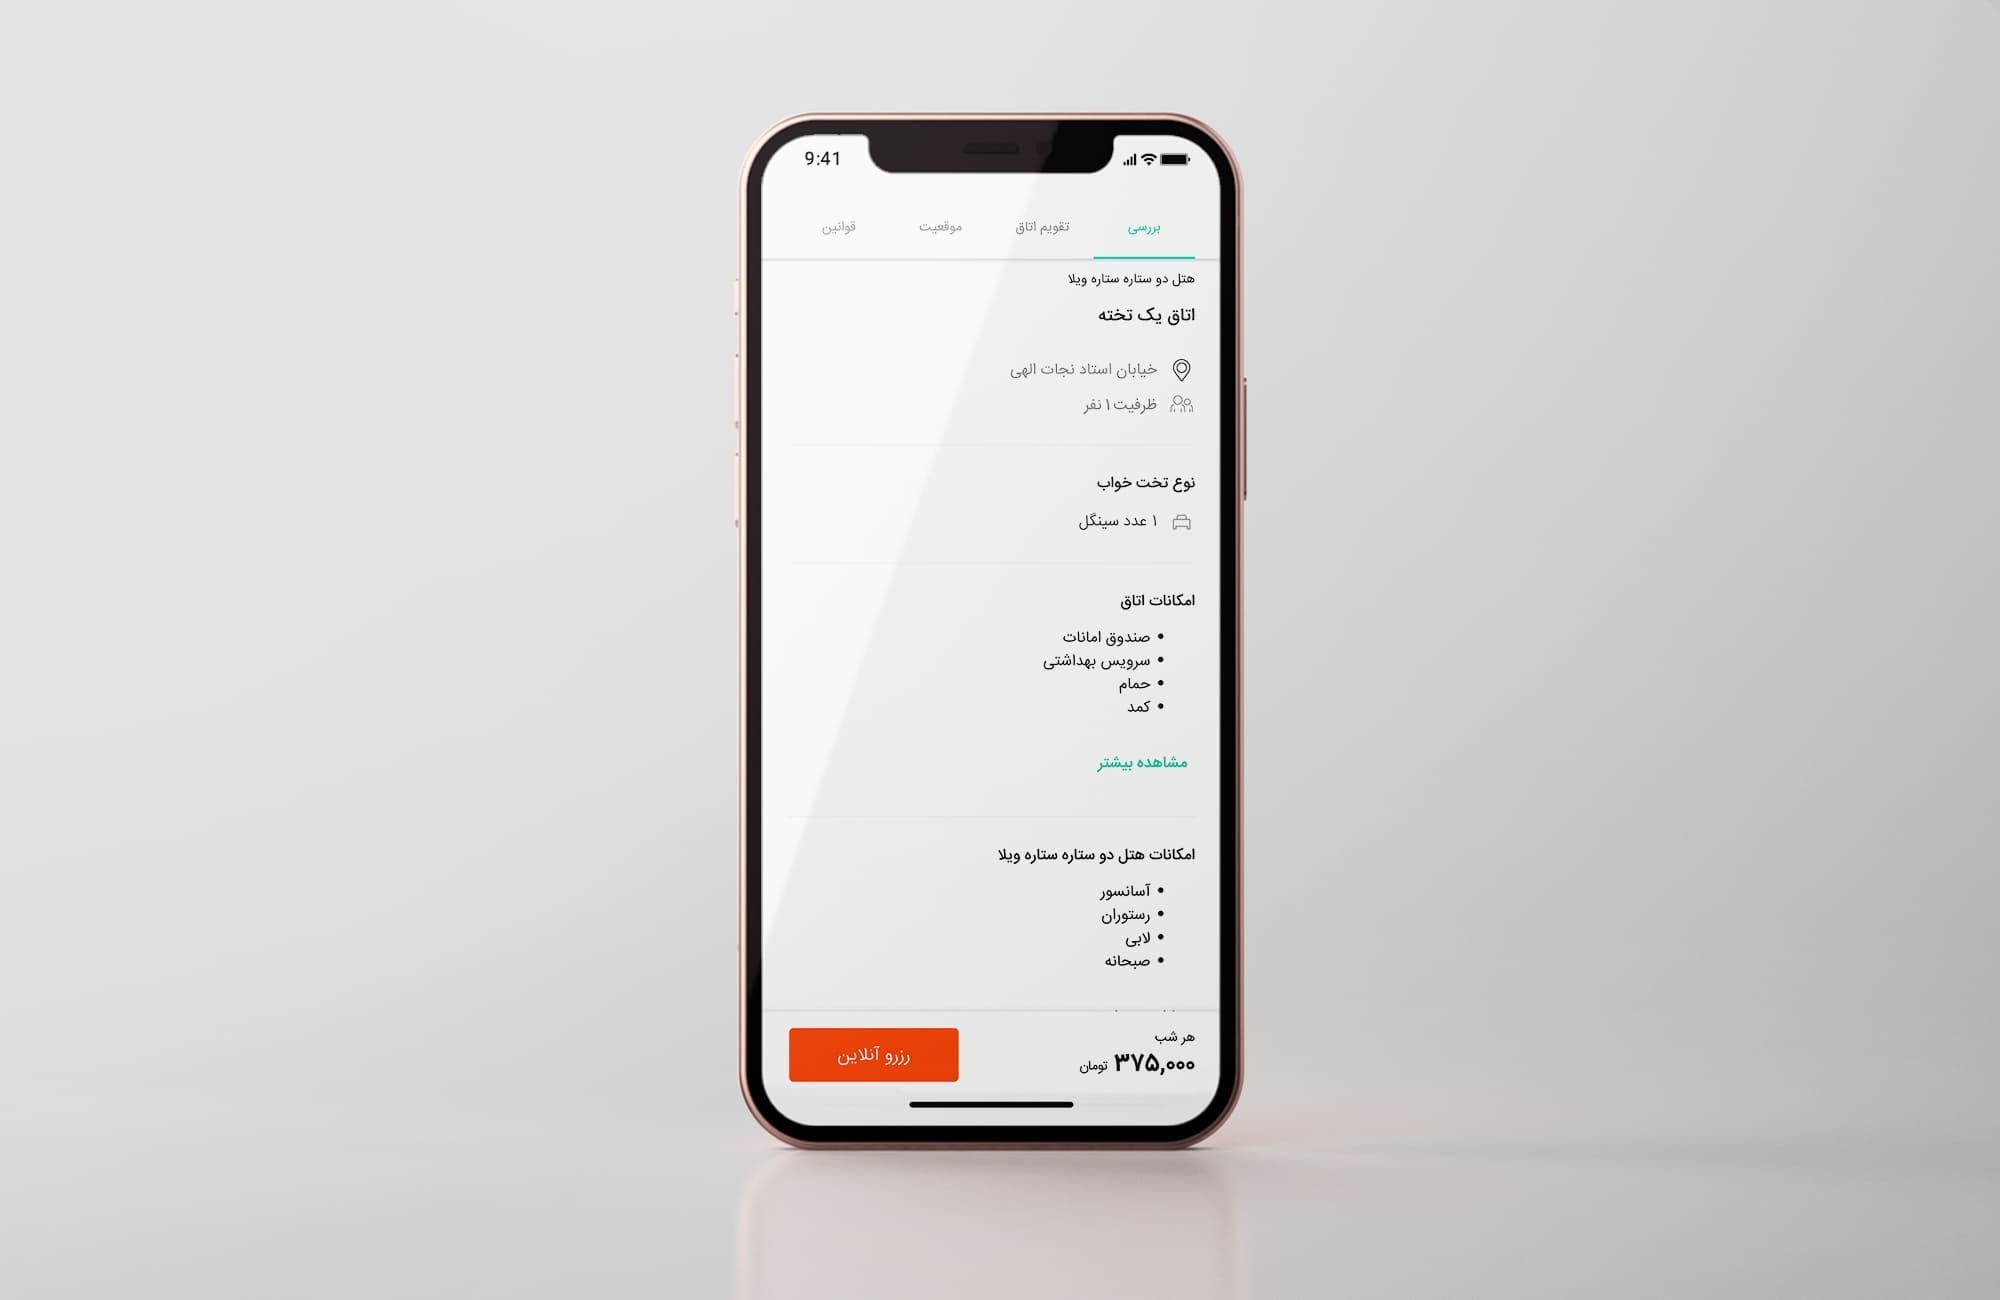 9:41
بررسی تقویم اتاق موقعیت قوانین
هتل دو ستاره ستاره ویلا
اتاق یک تخته
خیابان استاد نجات الهی
ظرفیت ۱ نفر
نوع تخت خواب
۱ عدد سینگل
امکانات اتاق
• صندوق امانات
• سرویس بهداشتی
• حمام
• کمد
مشاهده بیشتر
امکانات هتل دو ستاره ستاره ویلا
• آسانسور
• رستوران
• لابی
• صبحانه
هر شب
۳۷۵,۰۰۰ تومان
رزرو آنلاین